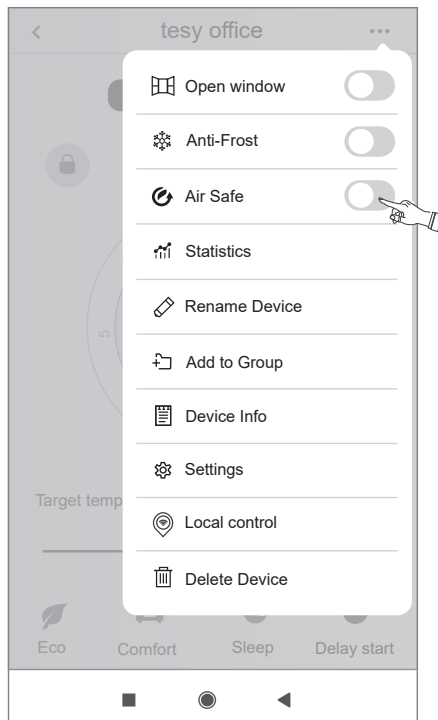 tesy office
Open window
Anti-Frost
Air Safe
Statistics
Rename Device
Add to Group
5
Device Info
Settings
Target temp
Local control
Delete Device
Eco Comfort Sleep Delay start